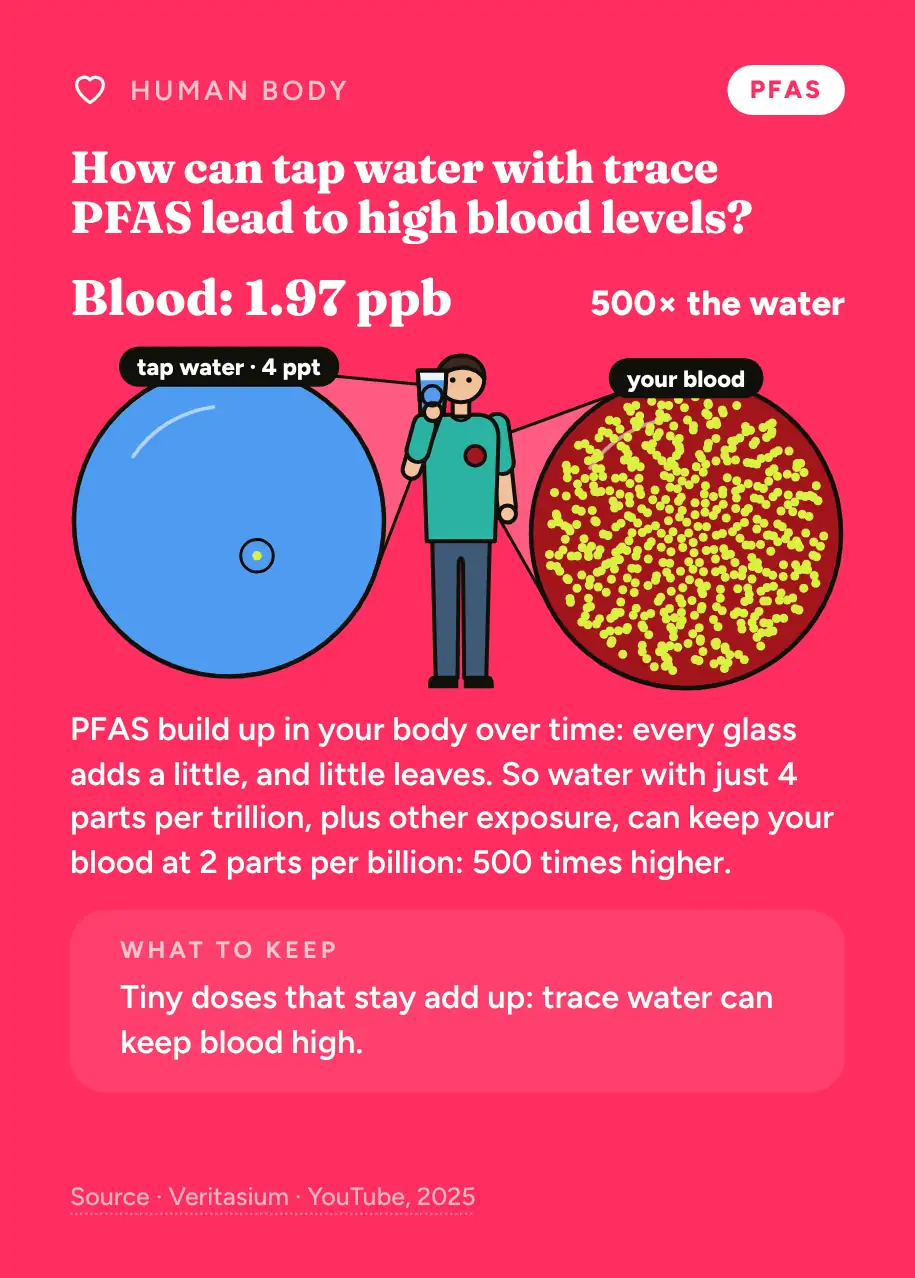 HUMAN BODY
PFAS
How can tap water with trace
PFAS lead to high blood levels?
Blood: 1.97 ppb
500× the water
tap water · 4 ppt
your blood
PFAS build up in your body over time: every glass
adds a little, and little leaves. So water with just 4
parts per trillion, plus other exposure, can keep your
blood at 2 parts per billion: 500 times higher.
WHAT TO KEEP
Tiny doses that stay add up: trace water can
keep blood high.
Source · Veritasium · YouTube, 2025